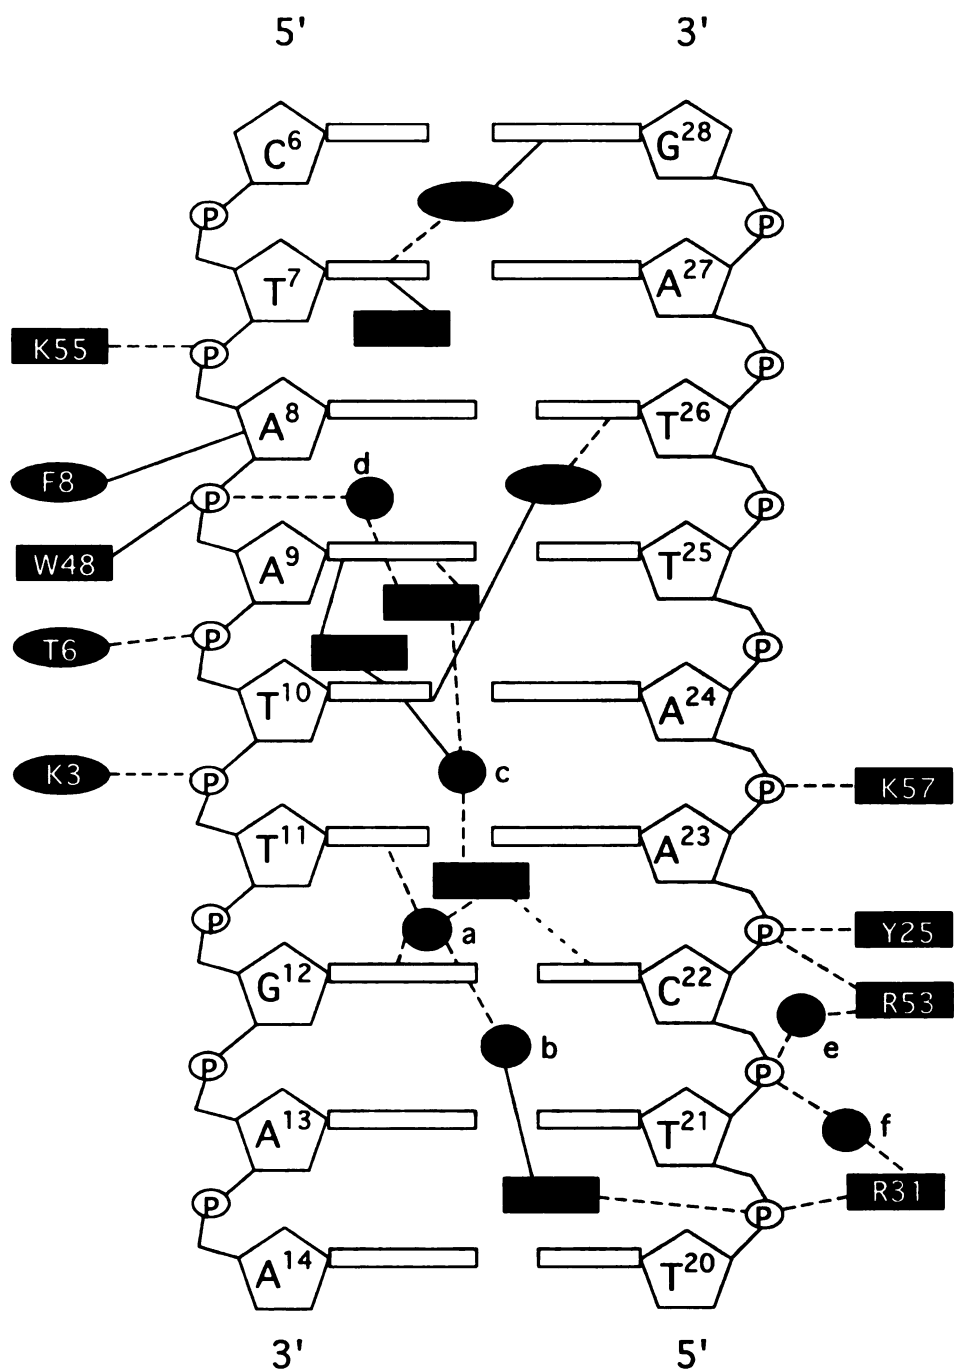 5' 3'
C6 G28
P P
T7 A27
K55 P P
A8 T26
F8 d
P P
W48 A9 T25
T6 P P
T10 A24
K3 P c P K57
T11 A23
P a P Y25
G12 C22 R53
b e
P P
A13 T21 f
P P R31
A14 T20
3' 5'